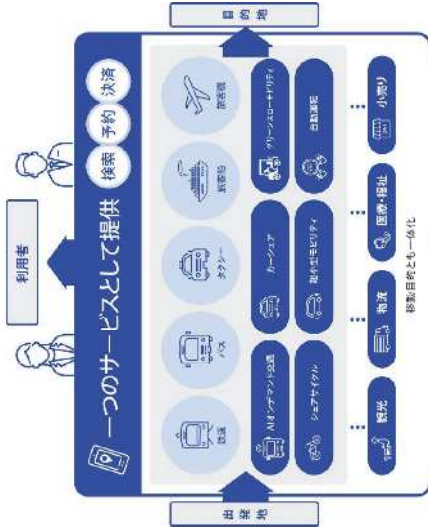 利用者
一つのサービスとして提供
検索
予約
決済
出発地
目的地
鉄道
バス
タクシー
旅客船
旅客機
AIオンデマンド交通
カーシェア
グリーンスローモビリティ
シェアサイクル
超小型モビリティ
自動運転
観光
物流
医療・福祉
小売り
移動目的とも一体化